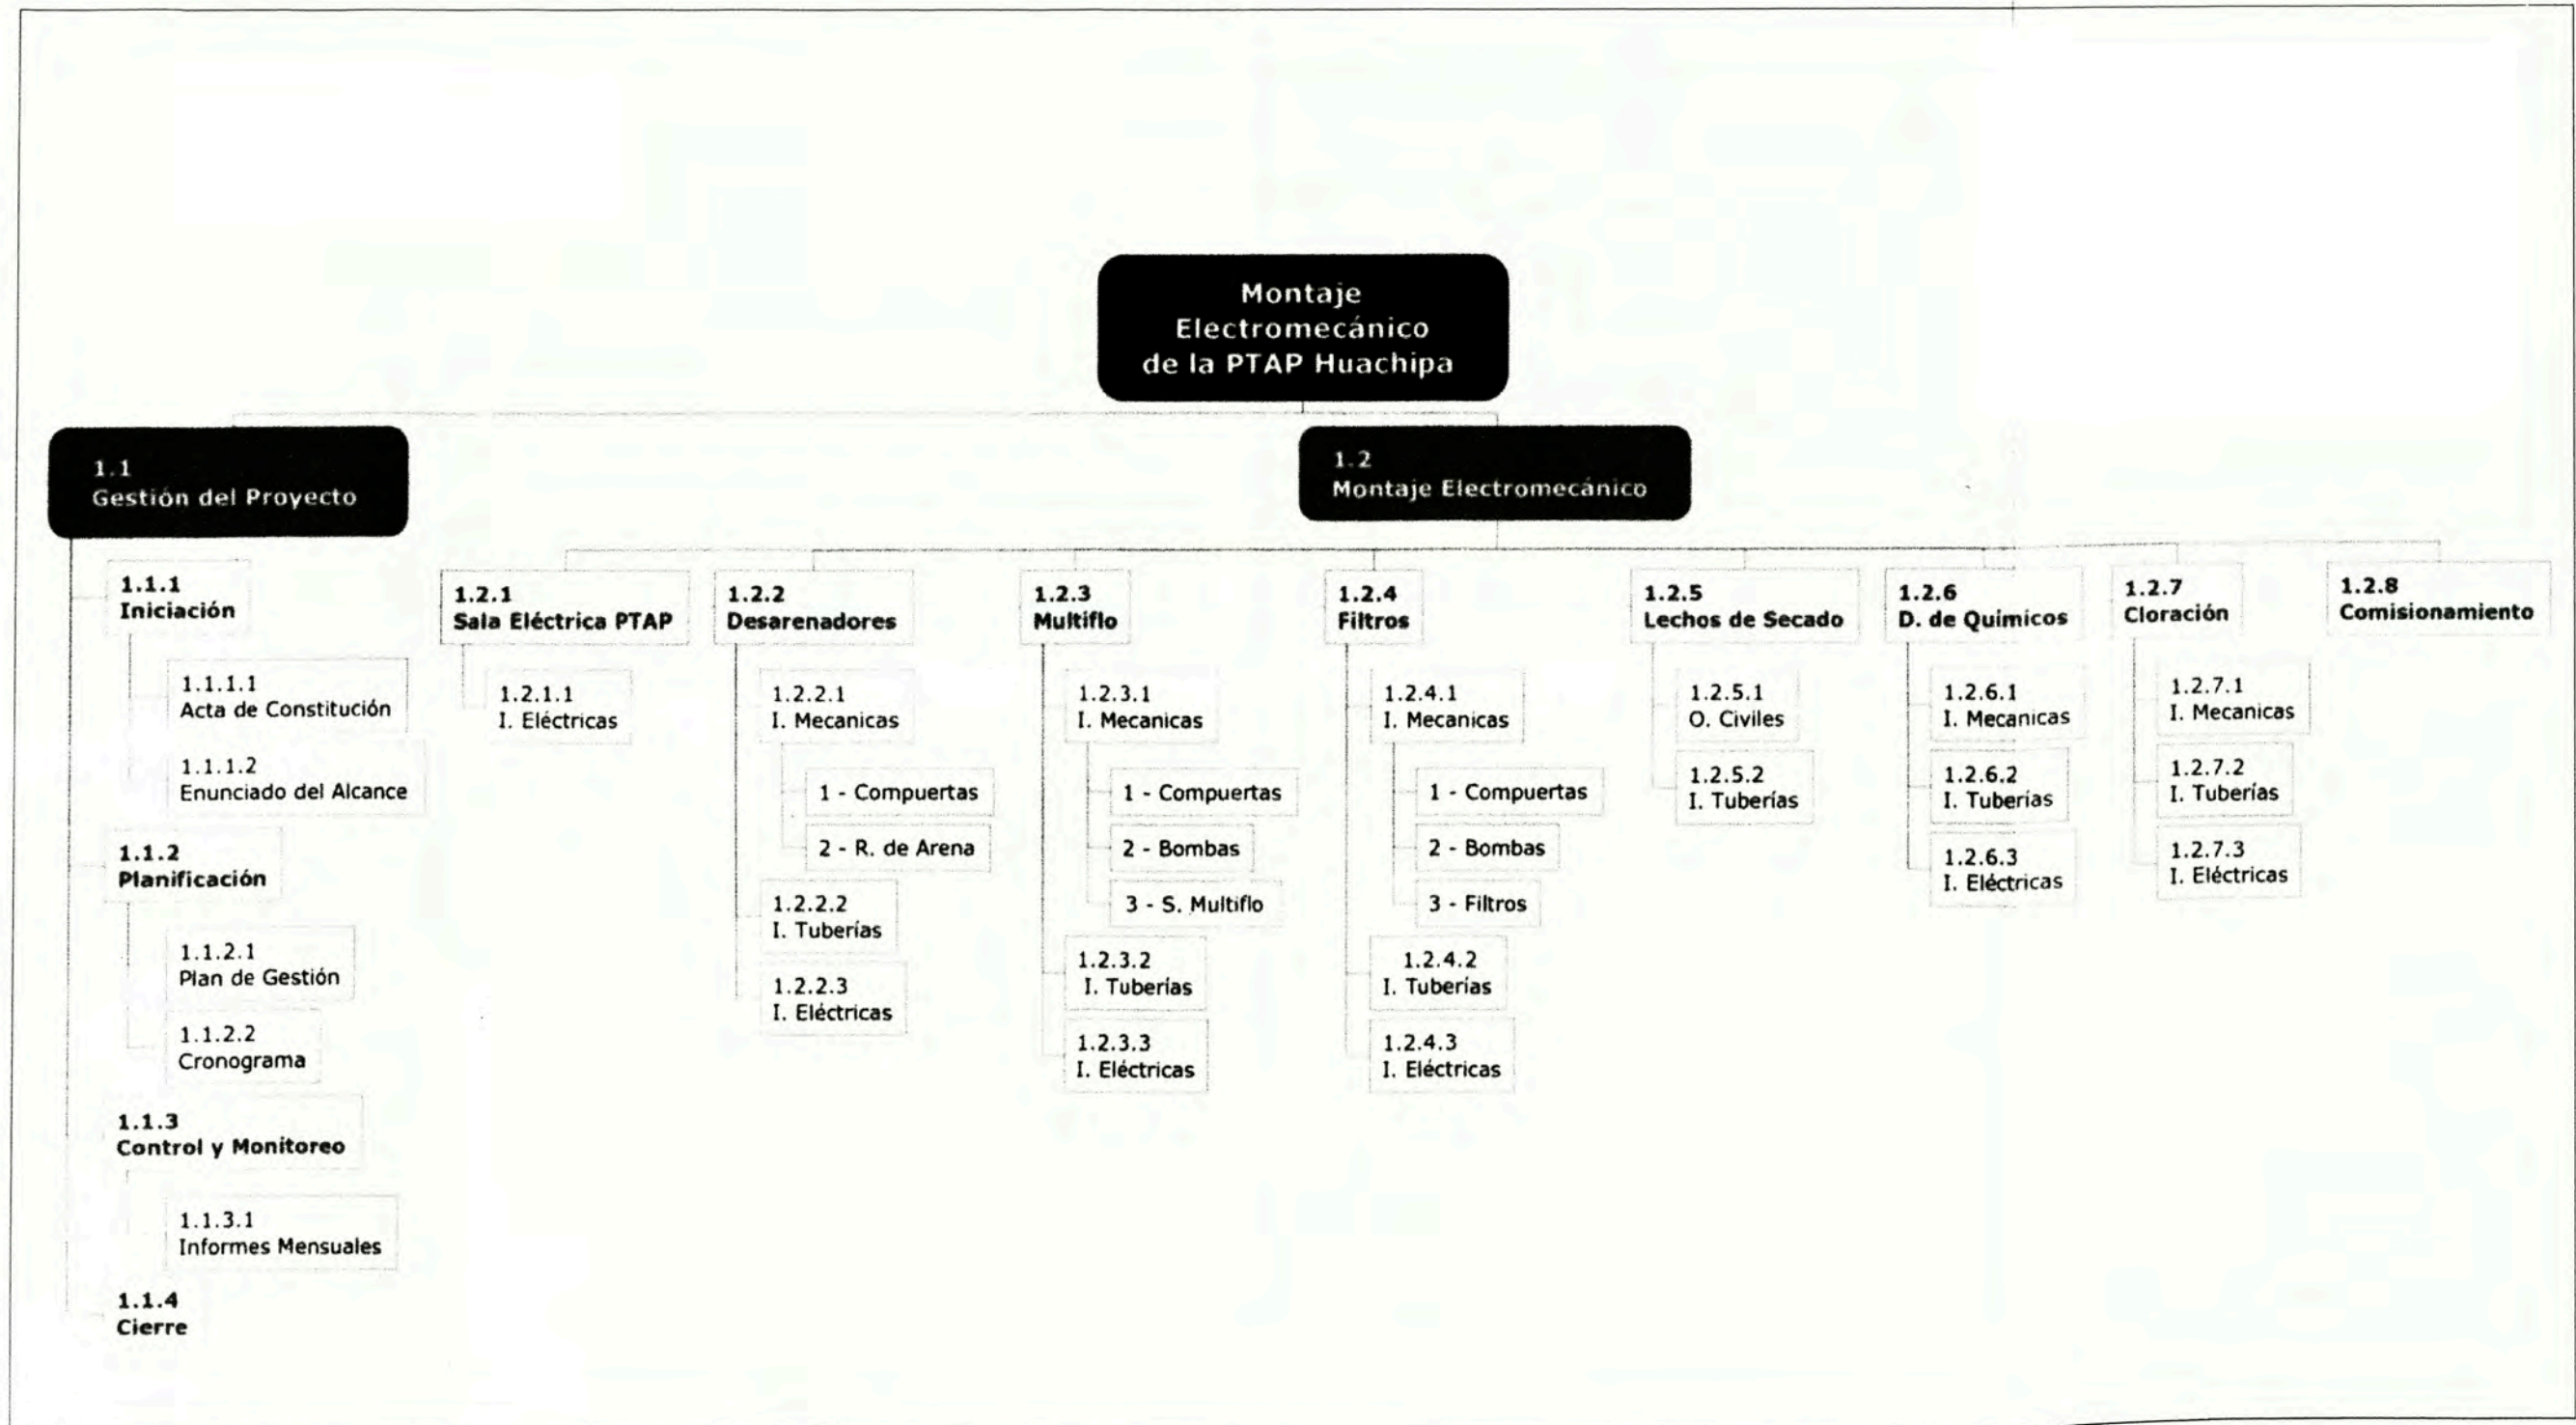 Montaje
Electromecánico
de la PTAP Huachipa
1.1
Gestión del Proyecto
1.2
Montaje Electromecánico
1.1.1
Iniciación
1.1.1.1
Acta de Constitución
1.1.1.2
Enunciado del Alcance
1.1.2
Planificación
1.1.2.1
Plan de Gestión
1.1.2.2
Cronograma
1.1.3
Control y Monitoreo
1.1.3.1
Informes Mensuales
1.1.4
Cierre
1.2.1
Sala Eléctrica PTAP
1.2.1.1
I. Eléctricas
1.2.2
Desarenadores
1.2.2.1
I. Mecanicas
1 - Compuertas
2 - R. de Arena
1.2.2.2
I. Tuberías
1.2.2.3
I. Eléctricas
1.2.3
Multiflo
1.2.3.1
I. Mecanicas
1 - Compuertas
2 - Bombas
3 - S. Multiflo
1.2.3.2
I. Tuberías
1.2.3.3
I. Eléctricas
1.2.4
Filtros
1.2.4.1
I. Mecanicas
1 - Compuertas
2 - Bombas
3 - Filtros
1.2.4.2
I. Tuberías
1.2.4.3
I. Eléctricas
1.2.5
Lechos de Secado
1.2.5.1
O. Civiles
1.2.5.2
I. Tuberías
1.2.6
D. de Químicos
1.2.6.1
I. Mecanicas
1.2.6.2
I. Tuberías
1.2.6.3
I. Eléctricas
1.2.7
Cloración
1.2.7.1
I. Mecanicas
1.2.7.2
I. Tuberías
1.2.7.3
I. Eléctricas
1.2.8
Comisionamiento